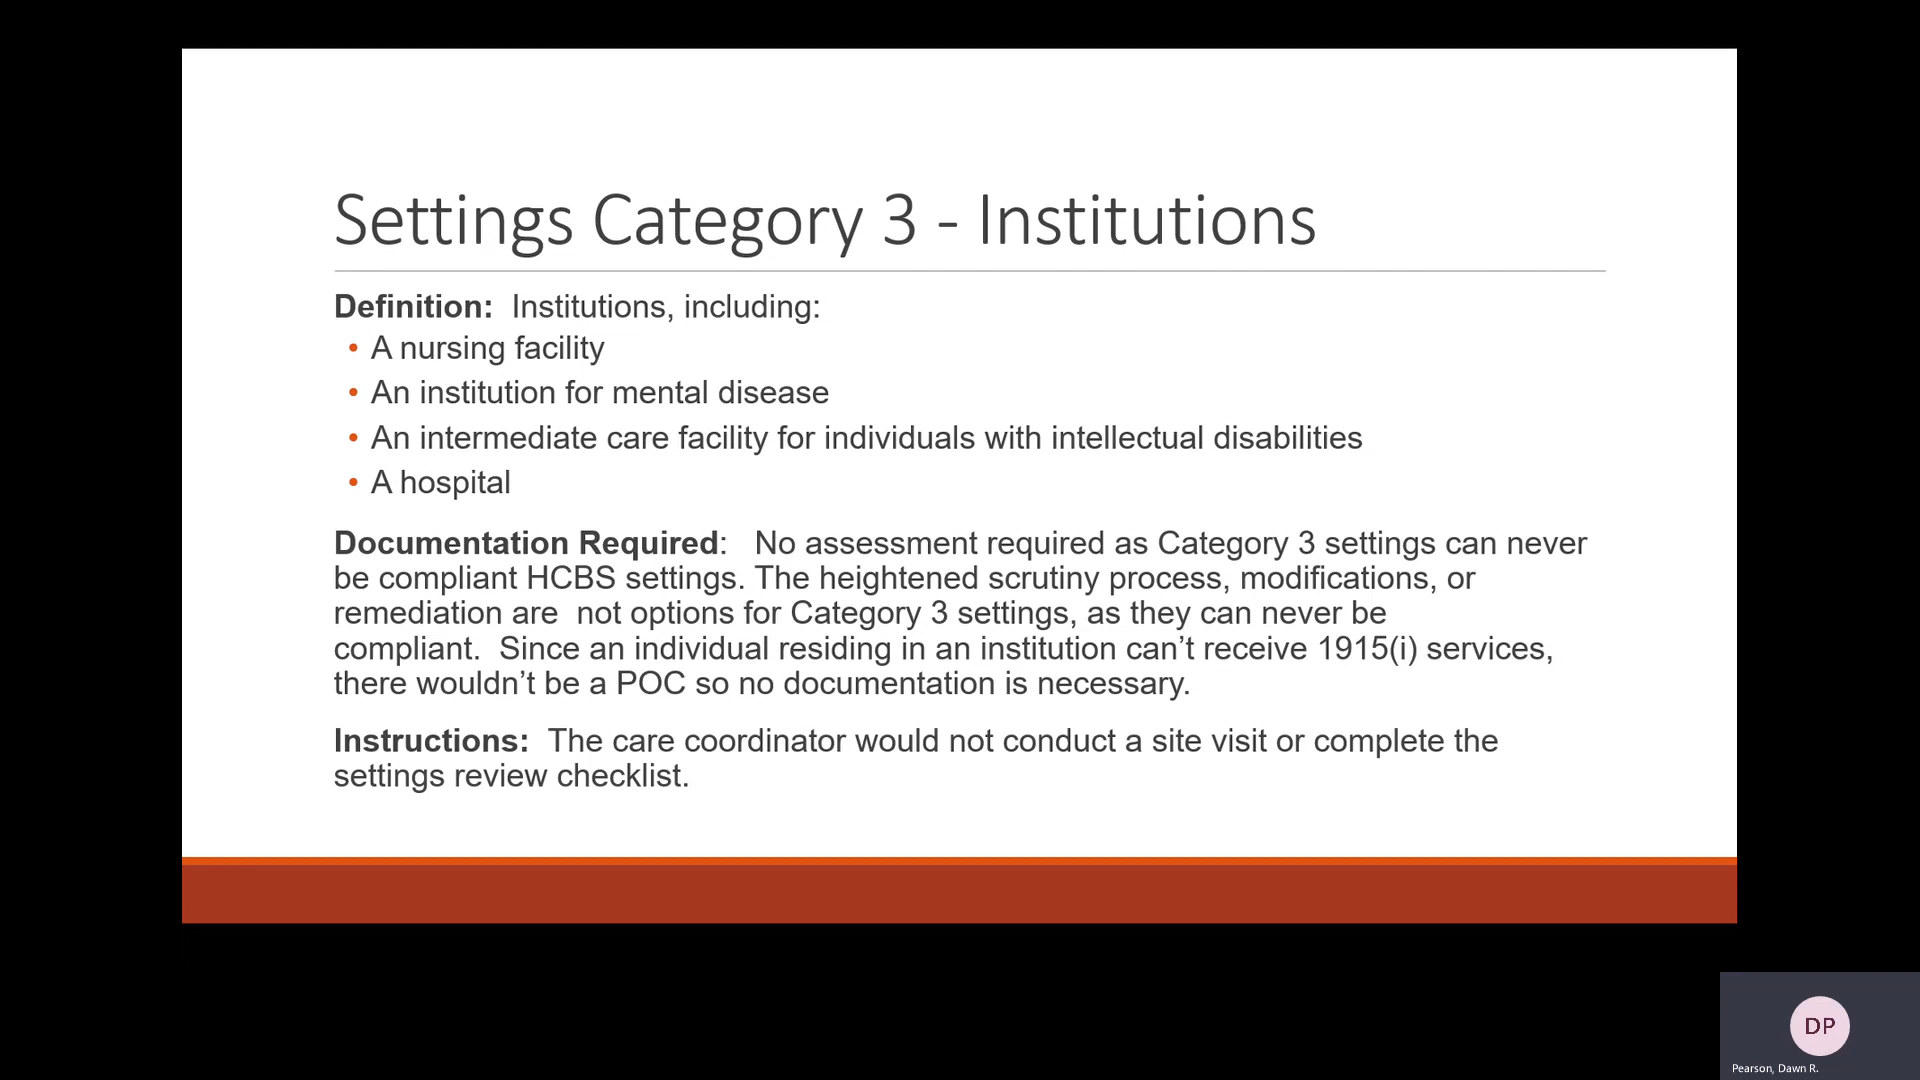 Settings Category 3 - Institutions
Definition:  Institutions, including:
• A nursing facility
• An institution for mental disease
• An intermediate care facility for individuals with intellectual disabilities
• A hospital
Documentation Required:   No assessment required as Category 3 settings can never
be compliant HCBS settings. The heightened scrutiny process, modifications, or
remediation are  not options for Category 3 settings, as they can never be
compliant.  Since an individual residing in an institution can’t receive 1915(i) services,
there wouldn’t be a POC so no documentation is necessary.
Instructions:  The care coordinator would not conduct a site visit or complete the
settings review checklist.
DP
Pearson, Dawn R.